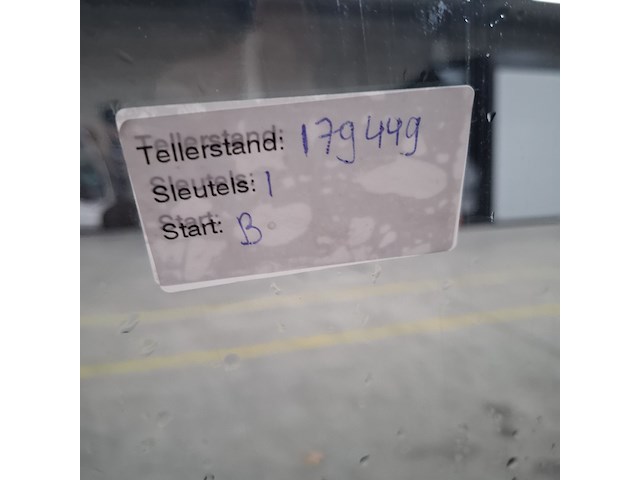 Tellerstand: 179449
Sleutels: 1
Start: B